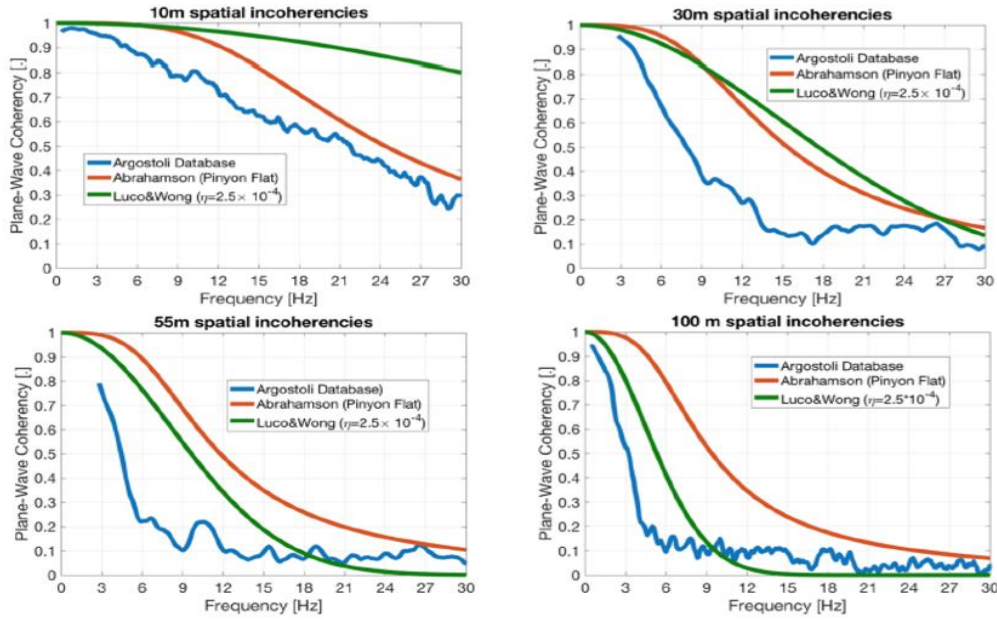 10m spatial incoherencies
Plane-Wave Coherency [.]
1
0.9
0.8
0.7
0.6
0.5
0.4
0.3
0.2
0.1
0
Argostoli Database
Abrahamson (Pinyon Flat)
Luco&Wong (η=2.5× 10⁻⁴)
0 3 6 9 12 15 18 21 24 27 30
Frequency [Hz]
30m spatial incoherencies
Plane-Wave Coherency [.]
1
0.9
0.8
0.7
0.6
0.5
0.4
0.3
0.2
0.1
0
Argostoli Database
Abrahamson (Pinyon Flat)
Luco&Wong (η=2.5× 10⁻⁴)
0 3 6 9 12 15 18 21 24 27 30
Frequency [Hz]
55m spatial incoherencies
Plane-Wave Coherency [.]
1
0.9
0.8
0.7
0.6
0.5
0.4
0.3
0.2
0.1
0
Argostoli Database)
Abrahamson (Pinyon Flat)
Luco&Wong (η=2.5× 10⁻⁴)
0 3 6 9 12 15 18 21 24 27 30
Frequency [Hz]
100 m spatial incoherencies
Plane-Wave Coherency [.]
1
0.9
0.8
0.7
0.6
0.5
0.4
0.3
0.2
0.1
0
Argostoli Database
Abrahamson (Pinyon Flat)
Luco&Wong (η=2.5*10⁻⁴)
0 3 6 9 12 15 18 21 24 27 30
Frequency [Hz]